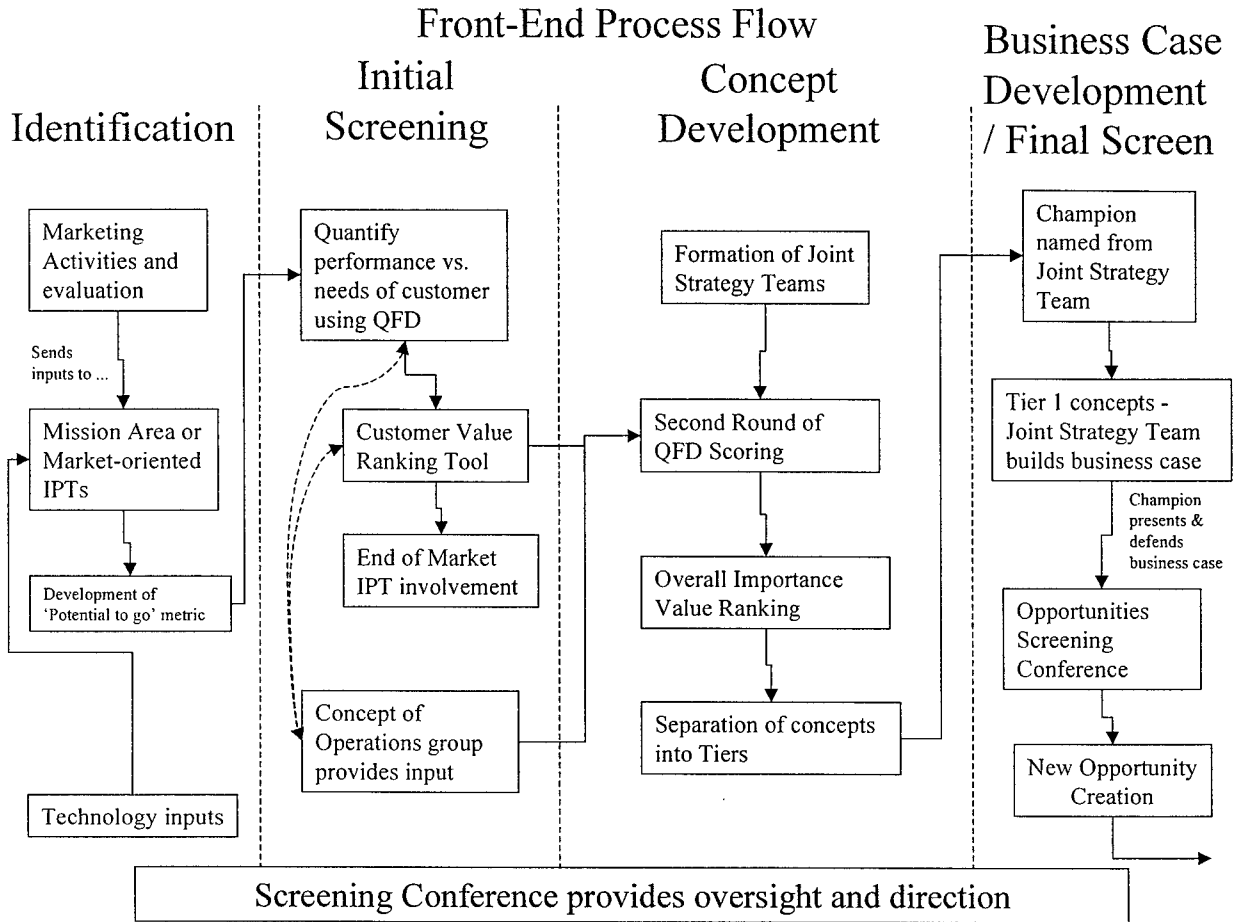 Front-End Process Flow
Identification
Initial
Screening
Concept
Development
Business Case
Development
/ Final Screen
Marketing
Activities and
evaluation
Sends
inputs to ...
Mission Area or
Market-oriented
IPTs
Development of
‘Potential to go’ metric
Technology inputs
Quantify
performance vs.
needs of customer
using QFD
Customer Value
Ranking Tool
End of Market
IPT involvement
Concept of
Operations group
provides input
Formation of Joint
Strategy Teams
Second Round of
QFD Scoring
Overall Importance
Value Ranking
Separation of concepts
into Tiers
Champion
named from
Joint Strategy
Team
Tier 1 concepts -
Joint Strategy Team
builds business case
Champion
presents &
defends
business case
Opportunities
Screening
Conference
New Opportunity
Creation
Screening Conference provides oversight and direction